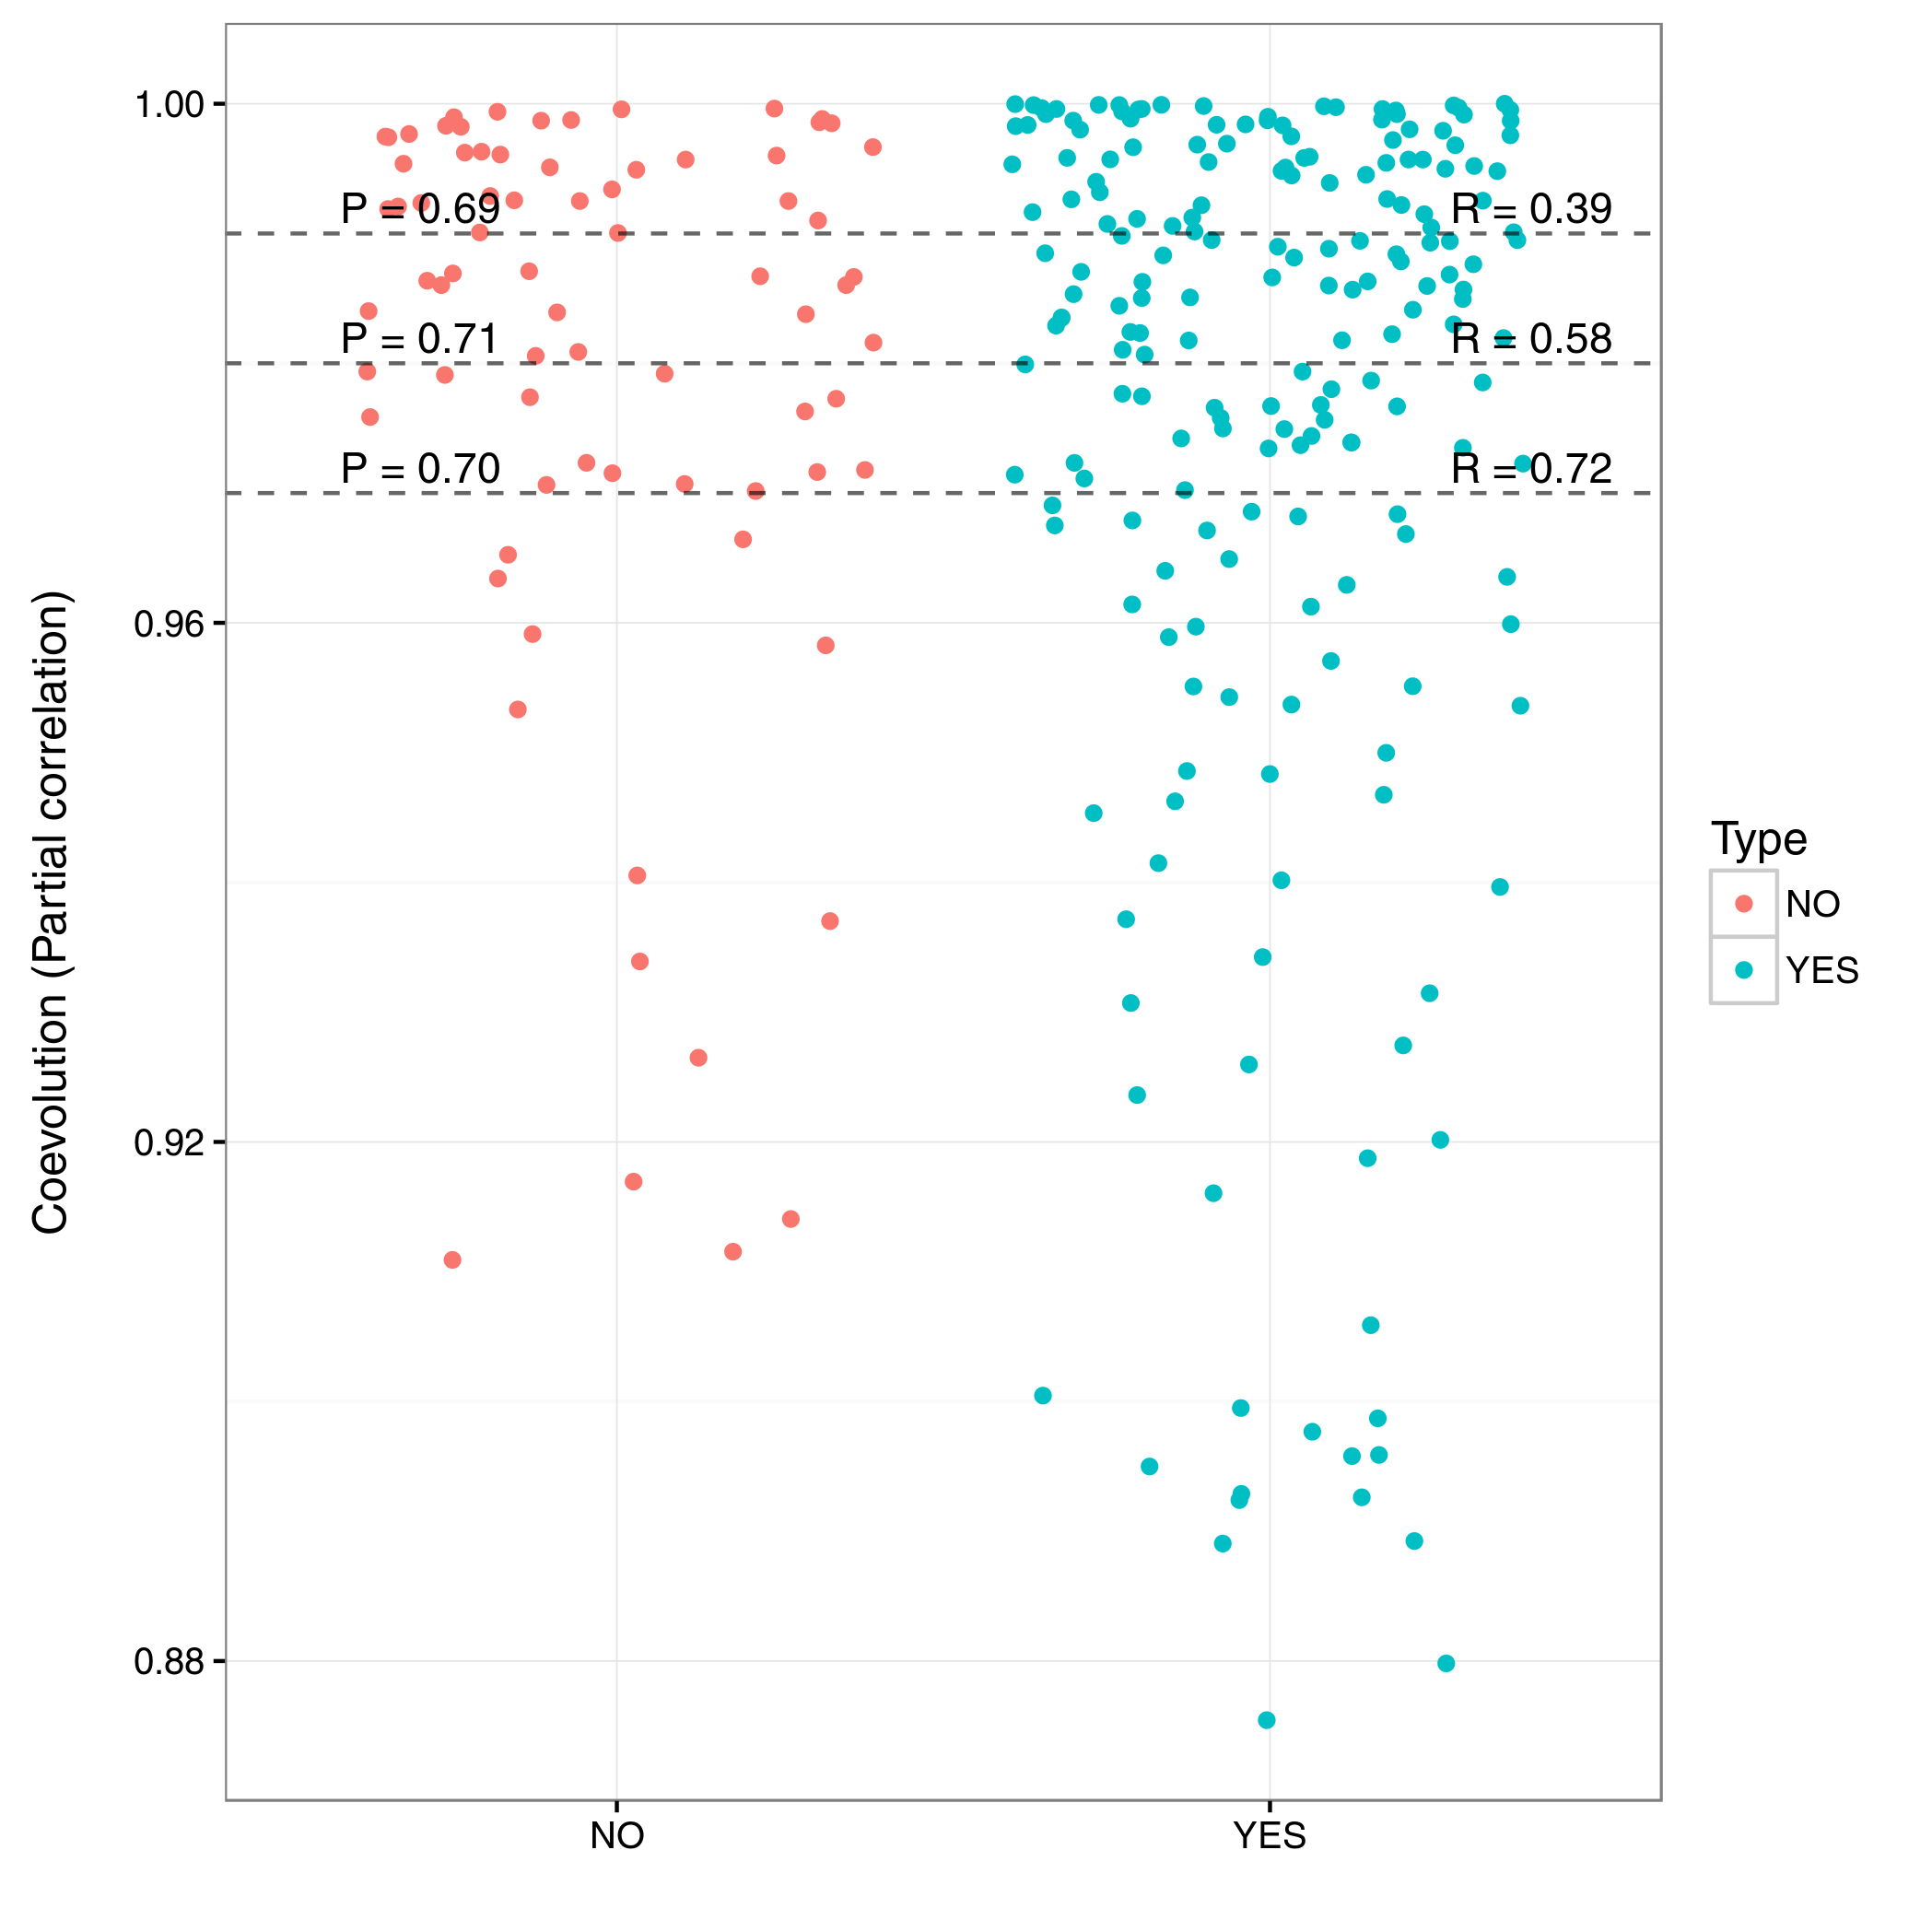 1.00
P = 0.69
R = 0.39
P = 0.71
R = 0.58
P = 0.70
R = 0.72
0.96
0.92
0.88
Coevolution (Partial correlation)
NO
YES
Type
NO
YES